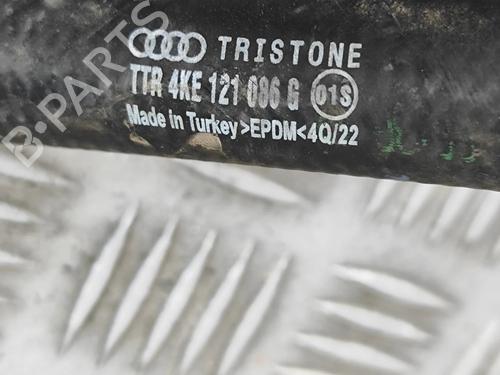 TRISTONE
TTR 4KE 121 086 G 01S
Made in Turkey >EPDM< 4Q/22
B-PARTS